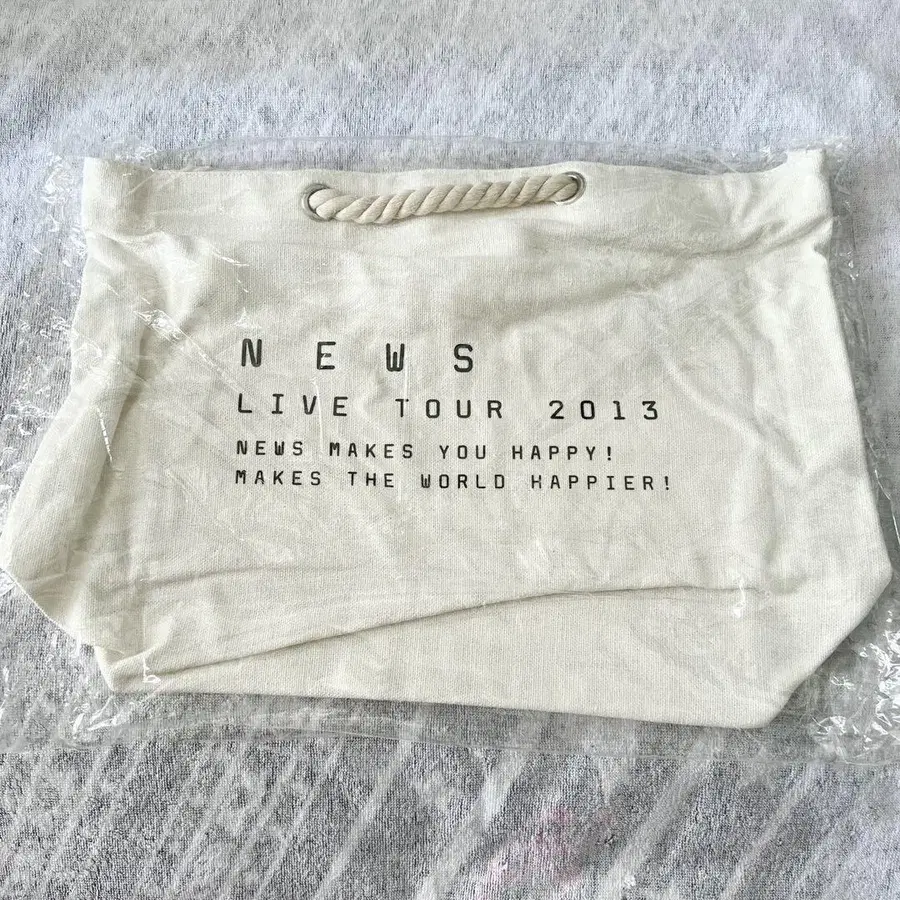 NEWS
LIVE TOUR 2013
NEWS MAKES YOU HAPPY!
MAKES THE WORLD HAPPIER!